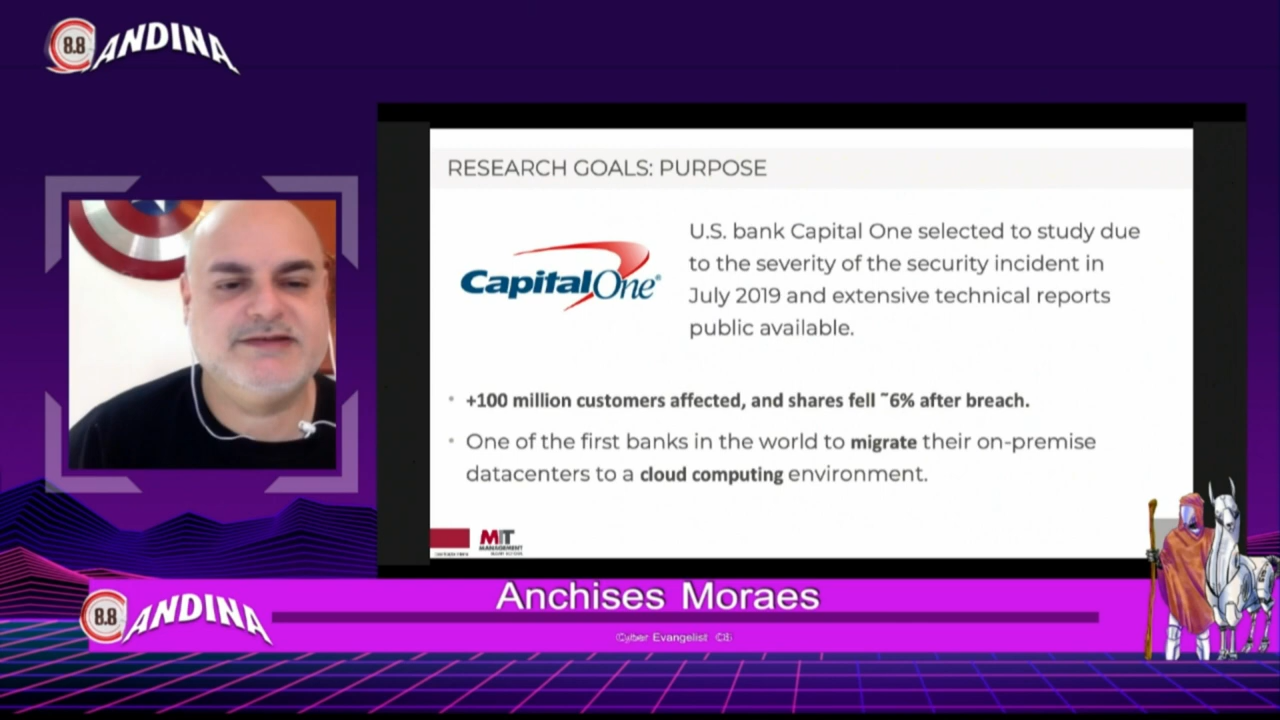 8.8 ANDINA
RESEARCH GOALS: PURPOSE
CapitalOne®
U.S. bank Capital One selected to study due
to the severity of the security incident in
July 2019 and extensive technical reports
public available.
• +100 million customers affected, and shares fell ~6% after breach.
• One of the first banks in the world to migrate their on-premise
datacenters to a cloud computing environment.
MIT
MANAGEMENT
Anchises Moraes
8.8 ANDINA
Cyber Evangelist